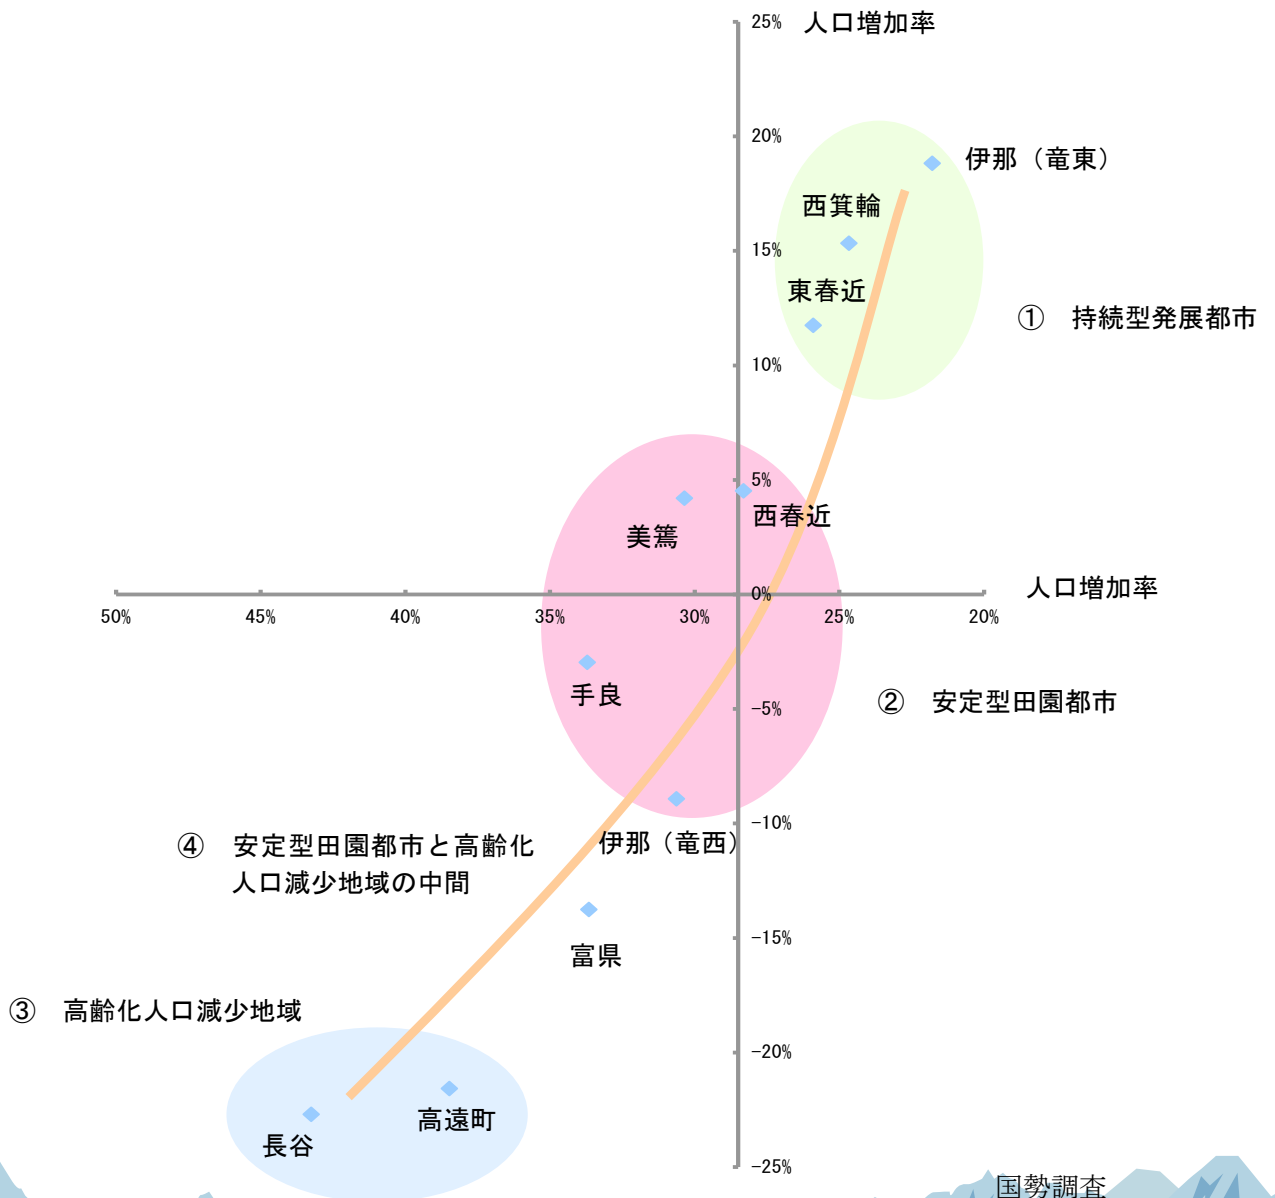 25%
人口増加率
20%
伊那（竜東）
西箕輪
15%
東春近
① 持続型発展都市
10%
5%
西春近
美篶
0%
人口増加率
50%
45%
40%
35%
30%
25%
20%
手良
-5%
② 安定型田園都市
-10%
伊那（竜西）
④ 安定型田園都市と高齢化
人口減少地域の中間
-15%
富県
③ 高齢化人口減少地域
-20%
高遠町
長谷
-25%
国勢調査